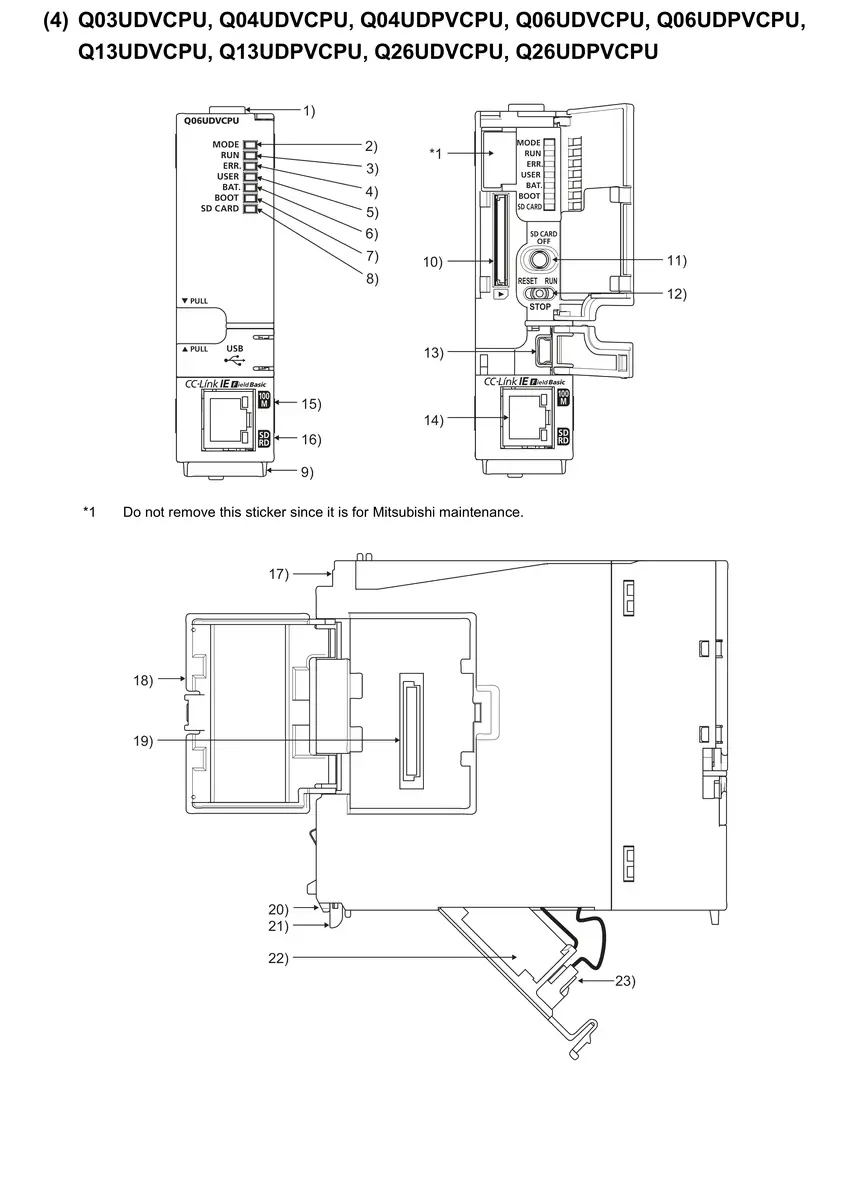 (4) Q03UDVCPU, Q04UDVCPU, Q04UDPVCPU, Q06UDVCPU, Q06UDPVCPU,
Q13UDVCPU, Q13UDPVCPU, Q26UDVCPU, Q26UDPVCPU
1)
Q06UDVCPU
MODE
RUN
ERR.
USER
BAT.
BOOT
SD CARD
2)
3)
4)
5)
6)
7)
8)
▼ PULL
▲ PULL
USB
CC-Link IE Field Basic
100
M
15)
SD
RD
16)
9)
*1
MODE
RUN
ERR.
USER
BAT.
BOOT
SD CARD
SD CARD
OFF
10)
11)
RESET RUN
12)
STOP
13)
CC-Link IE Field Basic
100
M
14)
SD
RD
*1 Do not remove this sticker since it is for Mitsubishi maintenance.
17)
18)
19)
20)
21)
22)
23)